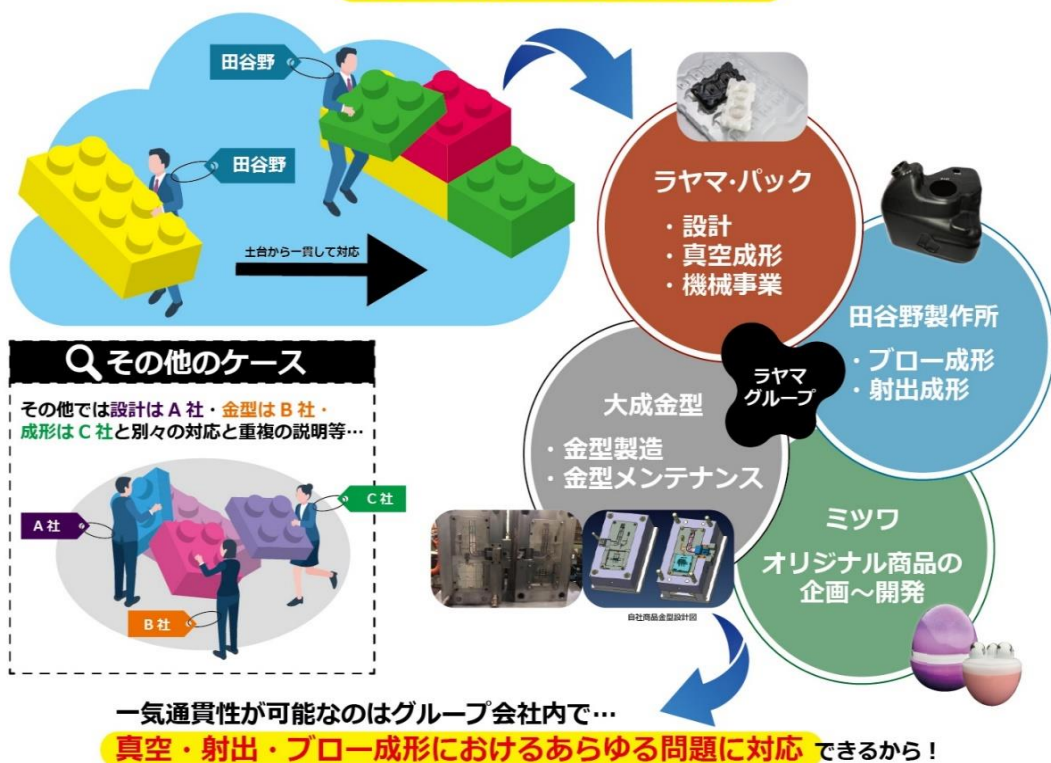 田谷野
田谷野
土台から一貫して対応
その他のケース
その他では設計はA社・金型はB社・
成形はC社と別々の対応と重複の説明等…
A社
B社
C社
ラヤマ・パック
・設計
・真空成形
・機械事業
田谷野製作所
・ブロー成形
・射出成形
ラヤマ
グループ
大成金型
・金型製造
・金型メンテナンス
自社商品金型設計図
ミツワ
オリジナル商品の
企画～開発
一気通貫性が可能なのはグループ会社内で…
真空・射出・ブロー成形におけるあらゆる問題に対応できるから！